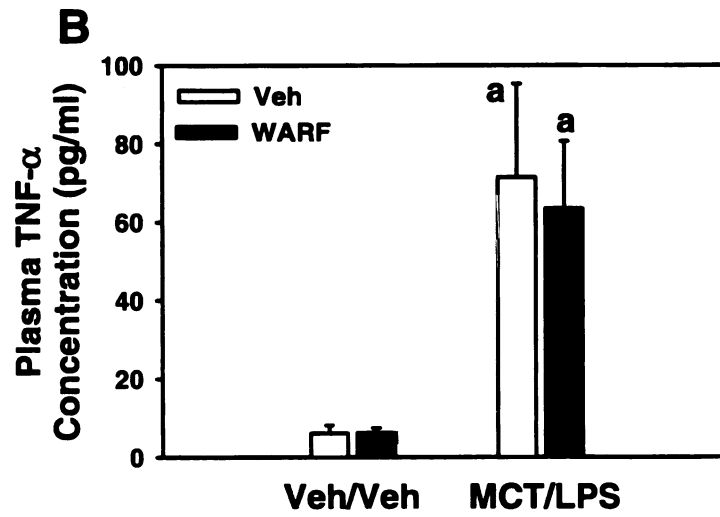 B
Plasma TNF-α
Concentration (pg/ml)
100
80
60
40
20
0
Veh
WARF
a
a
Veh/Veh
MCT/LPS